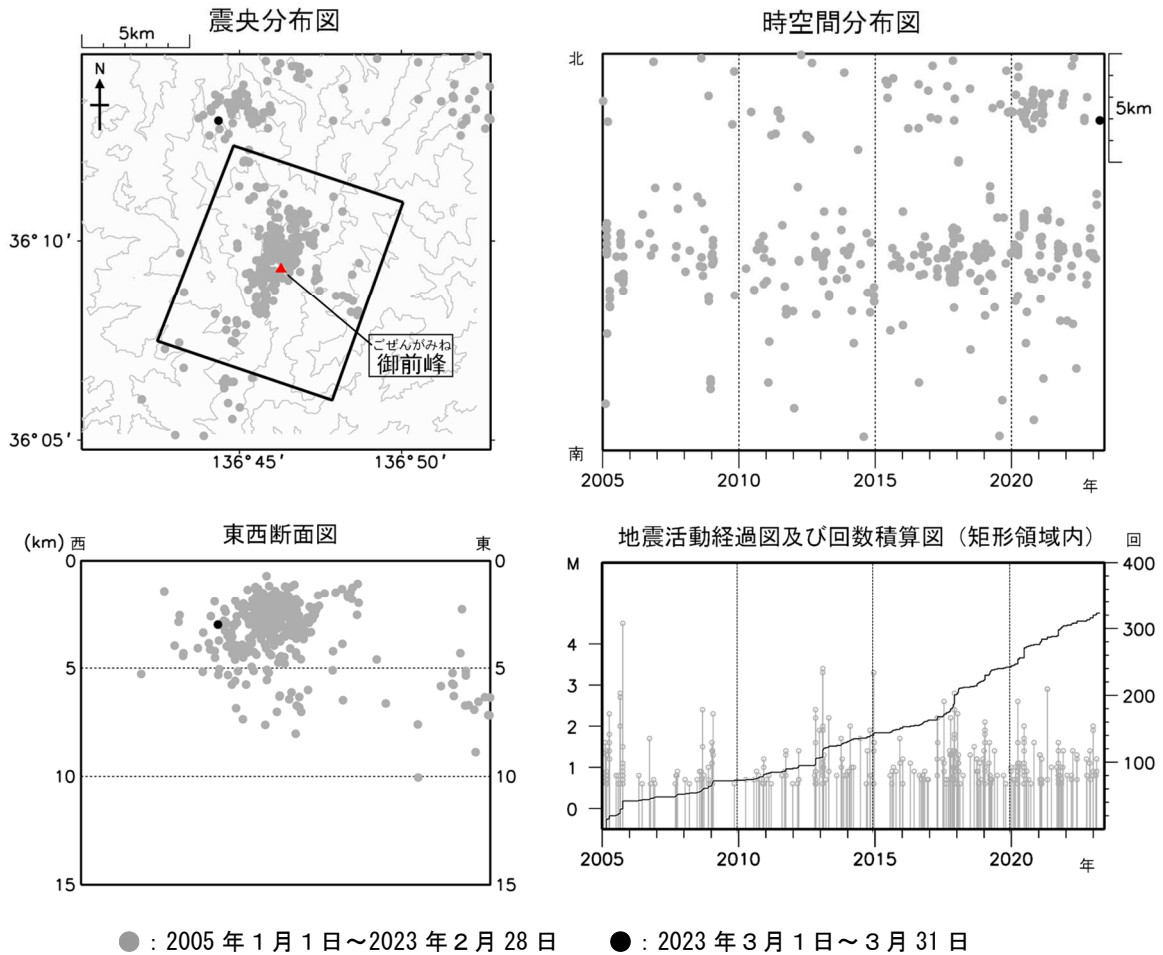 震央分布図
5km
N
36°10′
36°05′
136°45′
136°50′
ごぜんがみね
御前峰
時空間分布図
北
南
5km
2005
2010
2015
2020
年
東西断面図
(km)
西
東
0
5
10
15
0
5
10
15
地震活動経過図及び回数積算図（矩形領域内）
M
回
4
3
2
1
0
400
300
200
100
2005
2010
2015
2020
年
：2005 年１月１日～2023 年２月 28 日
：2023 年３月１日～３月 31 日